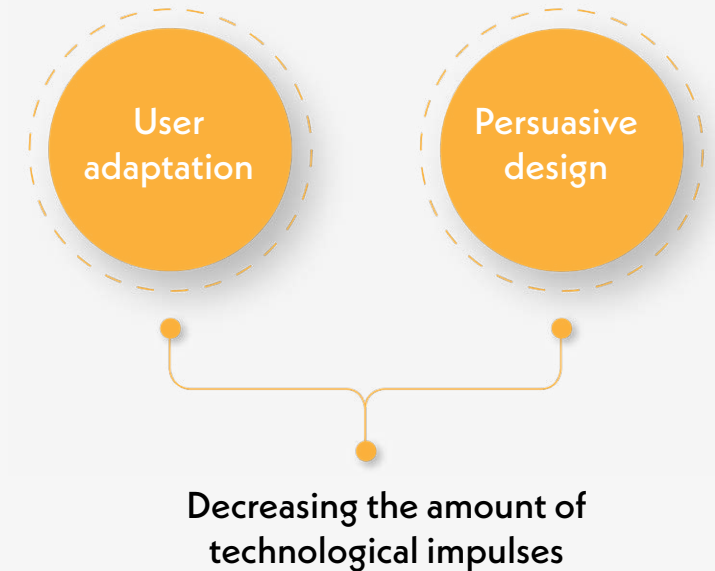 User
adaptation
Persuasive
design
Decreasing the amount of
technological impulses